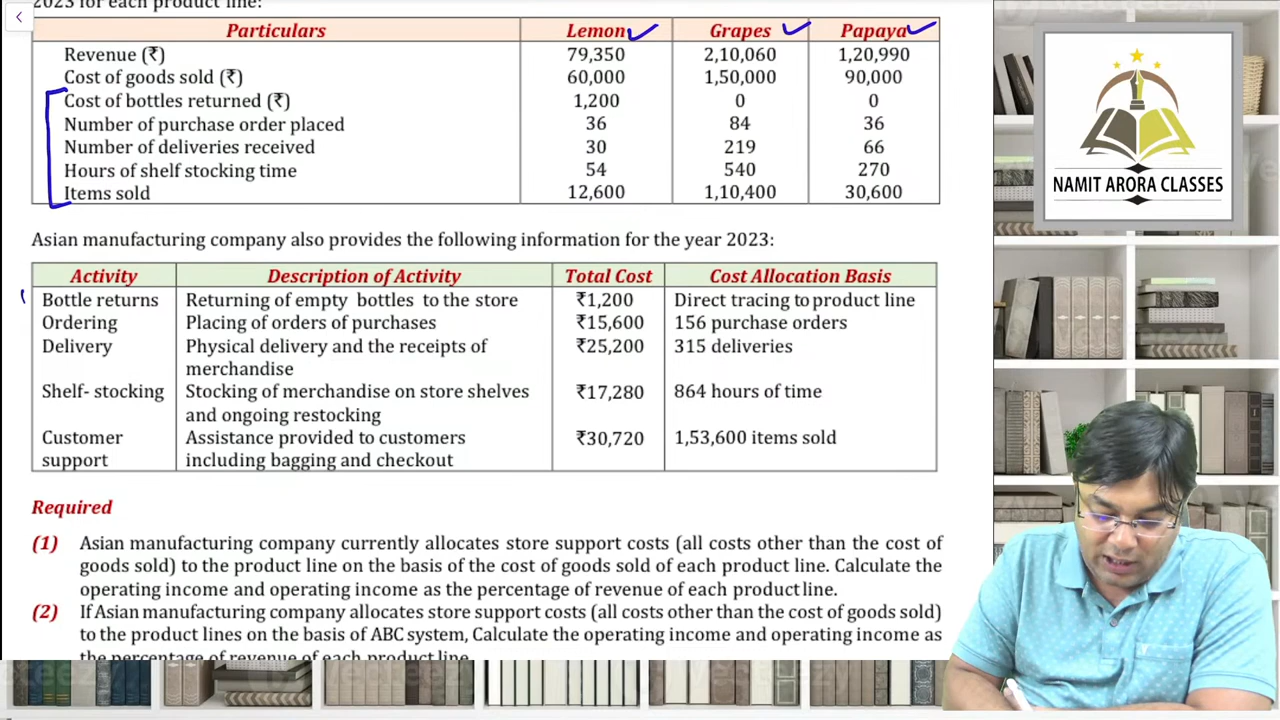 2023 for each product line:
Particulars Lemon Grapes Papaya
Revenue (₹) 79,350 2,10,060 1,20,990
Cost of goods sold (₹) 60,000 1,50,000 90,000
Cost of bottles returned (₹) 1,200 0 0
Number of purchase order placed 36 84 36
Number of deliveries received 30 219 66
Hours of shelf stocking time 54 540 270
Items sold 12,600 1,10,400 30,600
Asian manufacturing company also provides the following information for the year 2023:
Activity Description of Activity Total Cost Cost Allocation Basis
Bottle returns Returning of empty bottles to the store ₹1,200 Direct tracing to product line
Ordering Placing of orders of purchases ₹15,600 156 purchase orders
Delivery Physical delivery and the receipts of ₹25,200 315 deliveries
merchandise
Shelf- stocking Stocking of merchandise on store shelves ₹17,280 864 hours of time
and ongoing restocking
Customer Assistance provided to customers ₹30,720 1,53,600 items sold
support including bagging and checkout
Required
(1) Asian manufacturing company currently allocates store support costs (all costs other than the cost of
goods sold) to the product line on the basis of the cost of goods sold of each product line. Calculate the
operating income and operating income as the percentage of revenue of each product line.
(2) If Asian manufacturing company allocates store support costs (all costs other than the cost of goods sold)
to the product lines on the basis of ABC system, Calculate the operating income and operating income as
the percentage of revenue of each product line.
NAMIT ARORA CLASSES